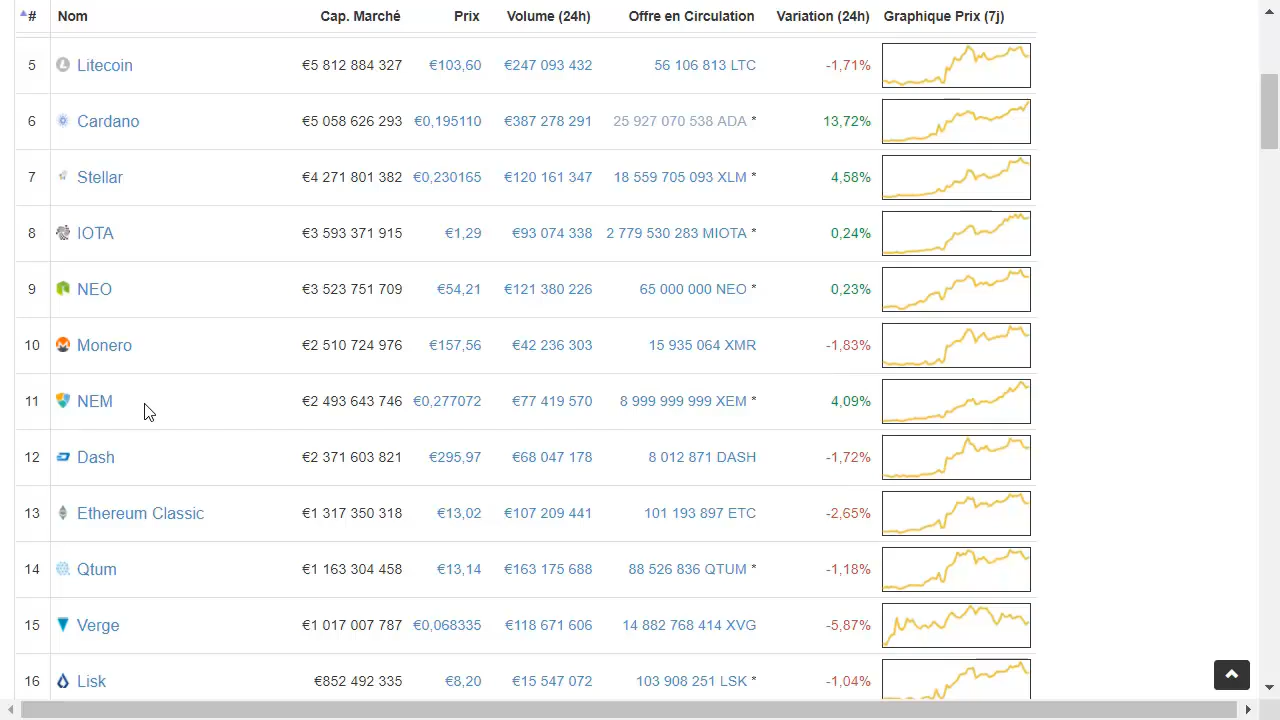 # Nom Cap. Marché Prix Volume (24h) Offre en Circulation Variation (24h) Graphique Prix (7j)
5 Litecoin €5 812 884 327 €103,60 €247 093 432 56 106 813 LTC -1,71%
6 Cardano €5 058 626 293 €0,195110 €387 278 291 25 927 070 538 ADA * 13,72%
7 Stellar €4 271 801 382 €0,230165 €120 161 347 18 559 705 093 XLM * 4,58%
8 IOTA €3 593 371 915 €1,29 €93 074 338 2 779 530 283 MIOTA * 0,24%
9 NEO €3 523 751 709 €54,21 €121 380 226 65 000 000 NEO * 0,23%
10 Monero €2 510 724 976 €157,56 €42 236 303 15 935 064 XMR -1,83%
11 NEM €2 493 643 746 €0,277072 €77 419 570 8 999 999 999 XEM * 4,09%
12 Dash €2 371 603 821 €295,97 €68 047 178 8 012 871 DASH -1,72%
13 Ethereum Classic €1 317 350 318 €13,02 €107 209 441 101 193 897 ETC -2,65%
14 Qtum €1 163 304 458 €13,14 €163 175 688 88 526 836 QTUM * -1,18%
15 Verge €1 017 007 787 €0,068335 €118 671 606 14 882 768 414 XVG -5,87%
16 Lisk €852 492 335 €8,20 103 908 251 LSK * -1,04%